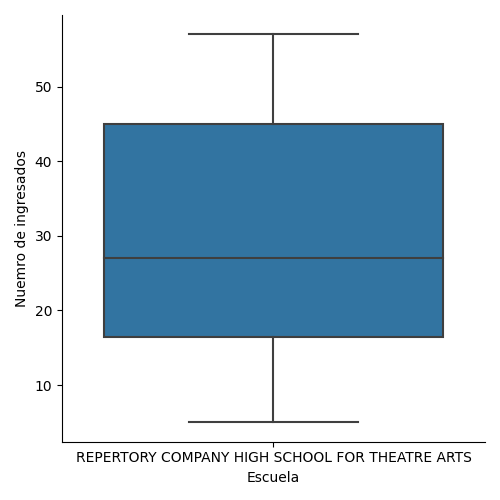 50
40
30
20
10
Nuemro de ingresados
REPERTORY COMPANY HIGH SCHOOL FOR THEATRE ARTS
Escuela